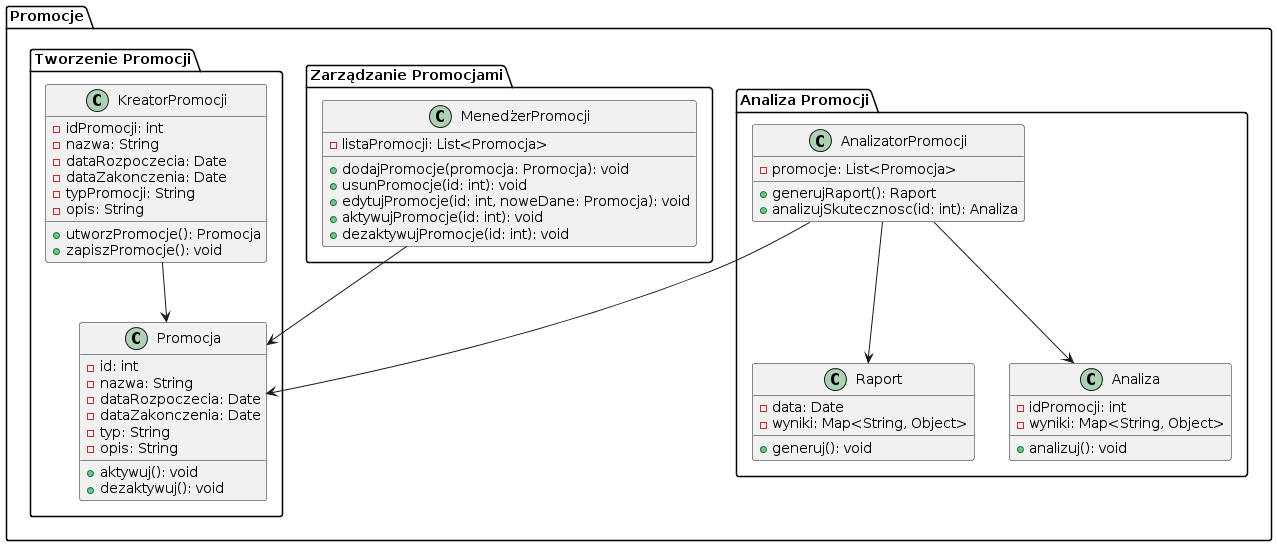 Promocje
Tworzenie Promocji
C KreatorPromocji
idPromocji: int
nazwa: String
dataRozpoczecia: Date
dataZakonczenia: Date
typPromocji: String
opis: String
utworzPromocje(): Promocja
zapiszPromocje(): void
C Promocja
id: int
nazwa: String
dataRozpoczecia: Date
dataZakonczenia: Date
typ: String
opis: String
aktywuj(): void
dezaktywuj(): void
Zarządzanie Promocjami
C MenedżerPromocji
listaPromocji: List<Promocja>
dodajPromocje(promocja: Promocja): void
usunPromocje(id: int): void
edytujPromocje(id: int, noweDane: Promocja): void
aktywujPromocje(id: int): void
dezaktywujPromocje(id: int): void
Analiza Promocji
C AnalizatorPromocji
promocje: List<Promocja>
generujRaport(): Raport
analizujSkutecznosc(id: int): Analiza
C Raport
data: Date
wyniki: Map<String, Object>
generuj(): void
C Analiza
idPromocji: int
wyniki: Map<String, Object>
analizuj(): void